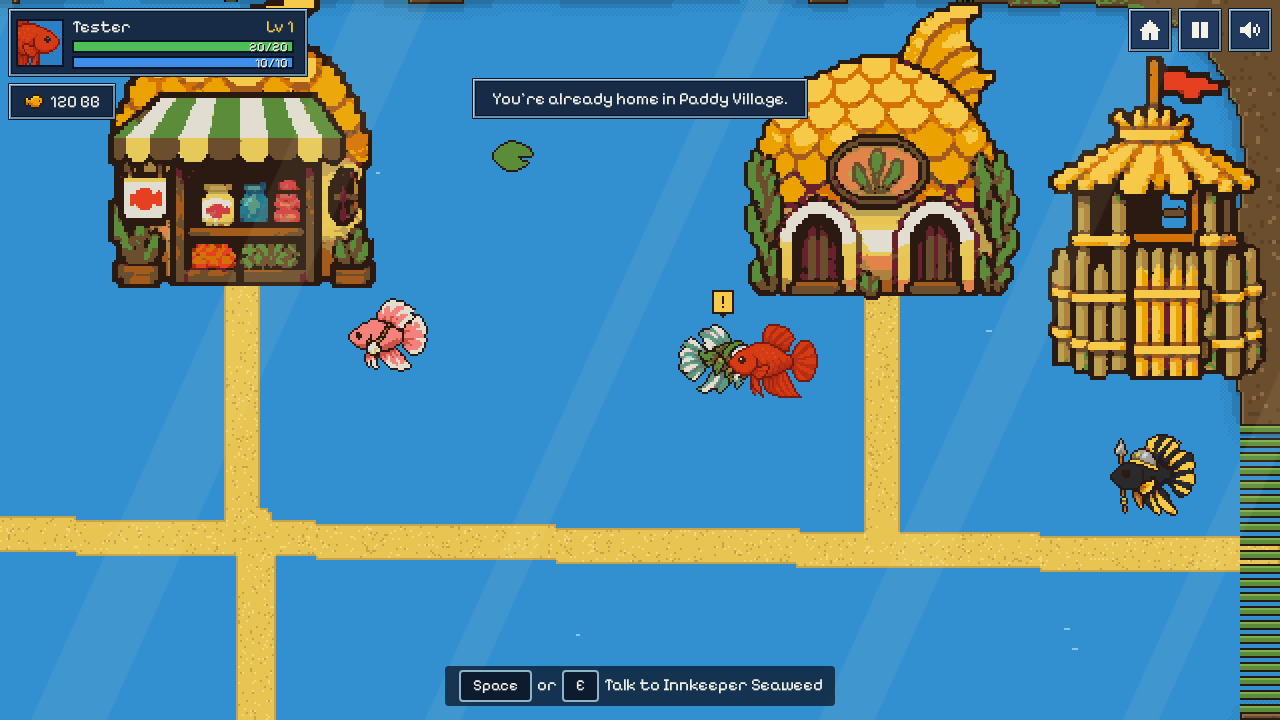 Tester Lv 1
20/20
10/10
120 BB
You're already home in Paddy Village.
!
Space or E Talk to Innkeeper Seaweed